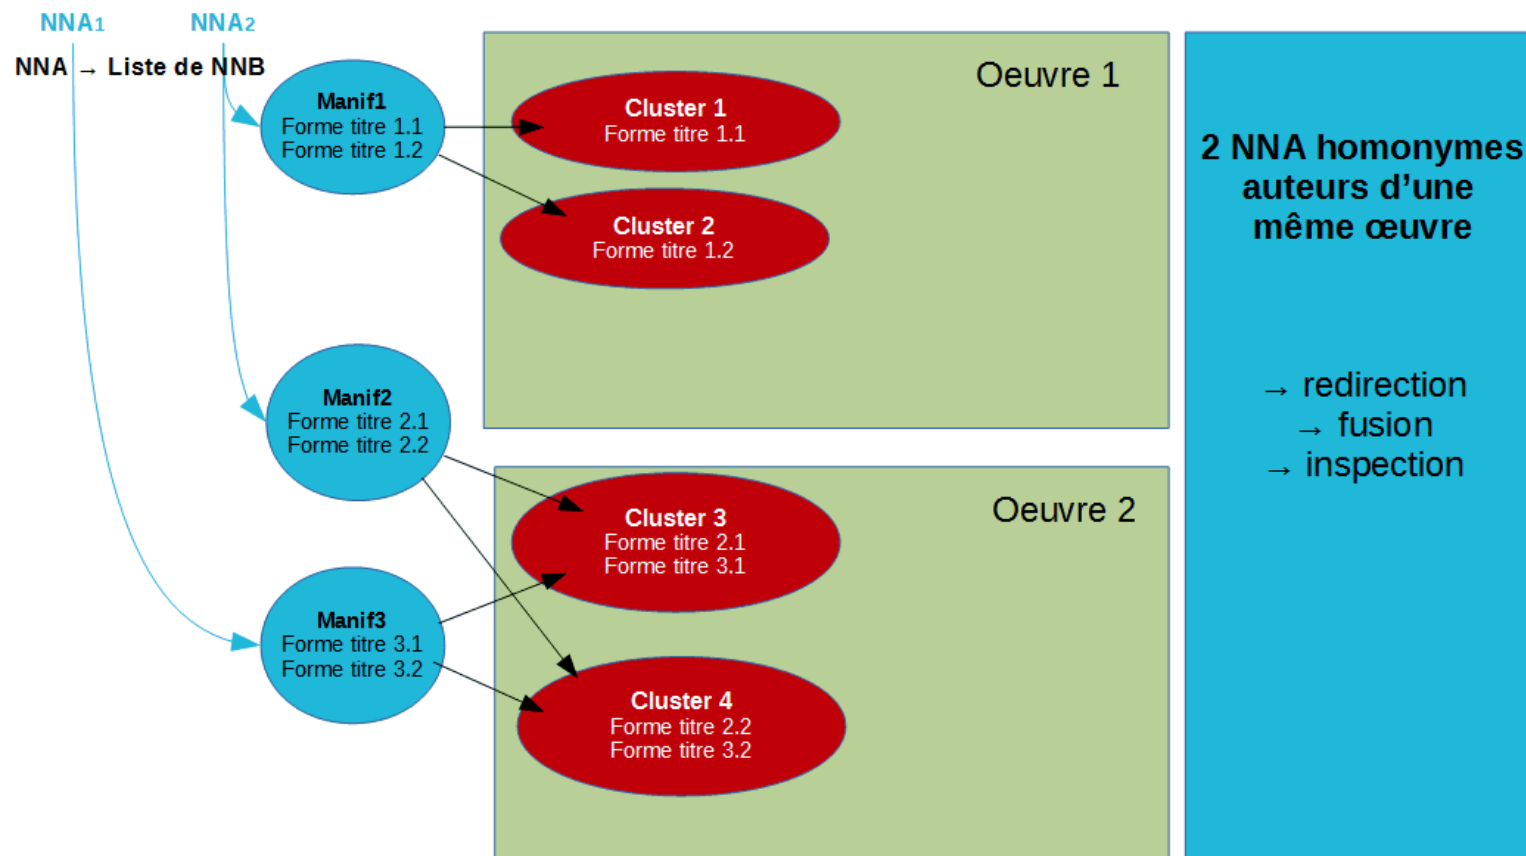 NNA1
NNA2
NNA → Liste de NNB
Manif1
Forme titre 1.1
Forme titre 1.2
Cluster 1
Forme titre 1.1
Cluster 2
Forme titre 1.2
Oeuvre 1
Manif2
Forme titre 2.1
Forme titre 2.2
Manif3
Forme titre 3.1
Forme titre 3.2
Cluster 3
Forme titre 2.1
Forme titre 3.1
Cluster 4
Forme titre 2.2
Forme titre 3.2
Oeuvre 2
2 NNA homonymes
auteurs d’une
même œuvre
→ redirection
→ fusion
→ inspection